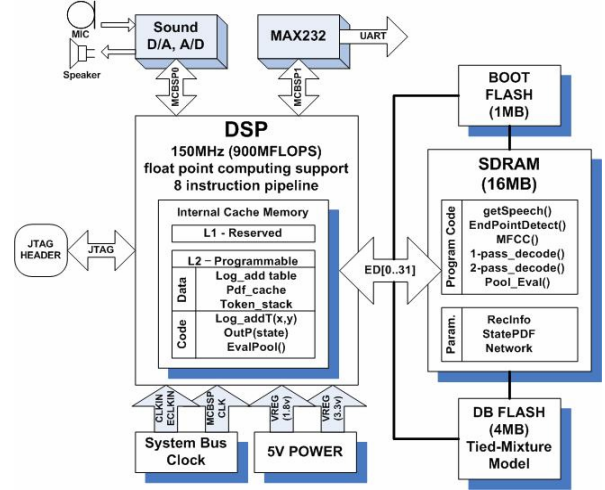 MIC
Speaker
Sound
D/A, A/D
MAX232
UART
MCBSP0
MCBSP1
DSP
150MHz (900MFLOPS)
float point computing support
8 instruction pipeline
Internal Cache Memory
L1 - Reserved
L2 – Programmable
Data
Log_add table
Pdf_cache
Token_stack
Code
Log_addT(x,y)
OutP(state)
EvalPool()
JTAG
HEADER
JTAG
ED[0..31]
BOOT
FLASH
(1MB)
SDRAM
(16MB)
Program Code
getSpeech()
EndPointDetect()
MFCC()
1-pass_decode()
2-pass_decode()
Pool_Eval()
Param.
RecInfo
StatePDF
Network
DB FLASH
(4MB)
Tied-Mixture
Model
CLKIN
ECLKIN
MCBSP
CLK
VREG
(1.8v)
VREG
(3.3v)
System Bus
Clock
5V POWER